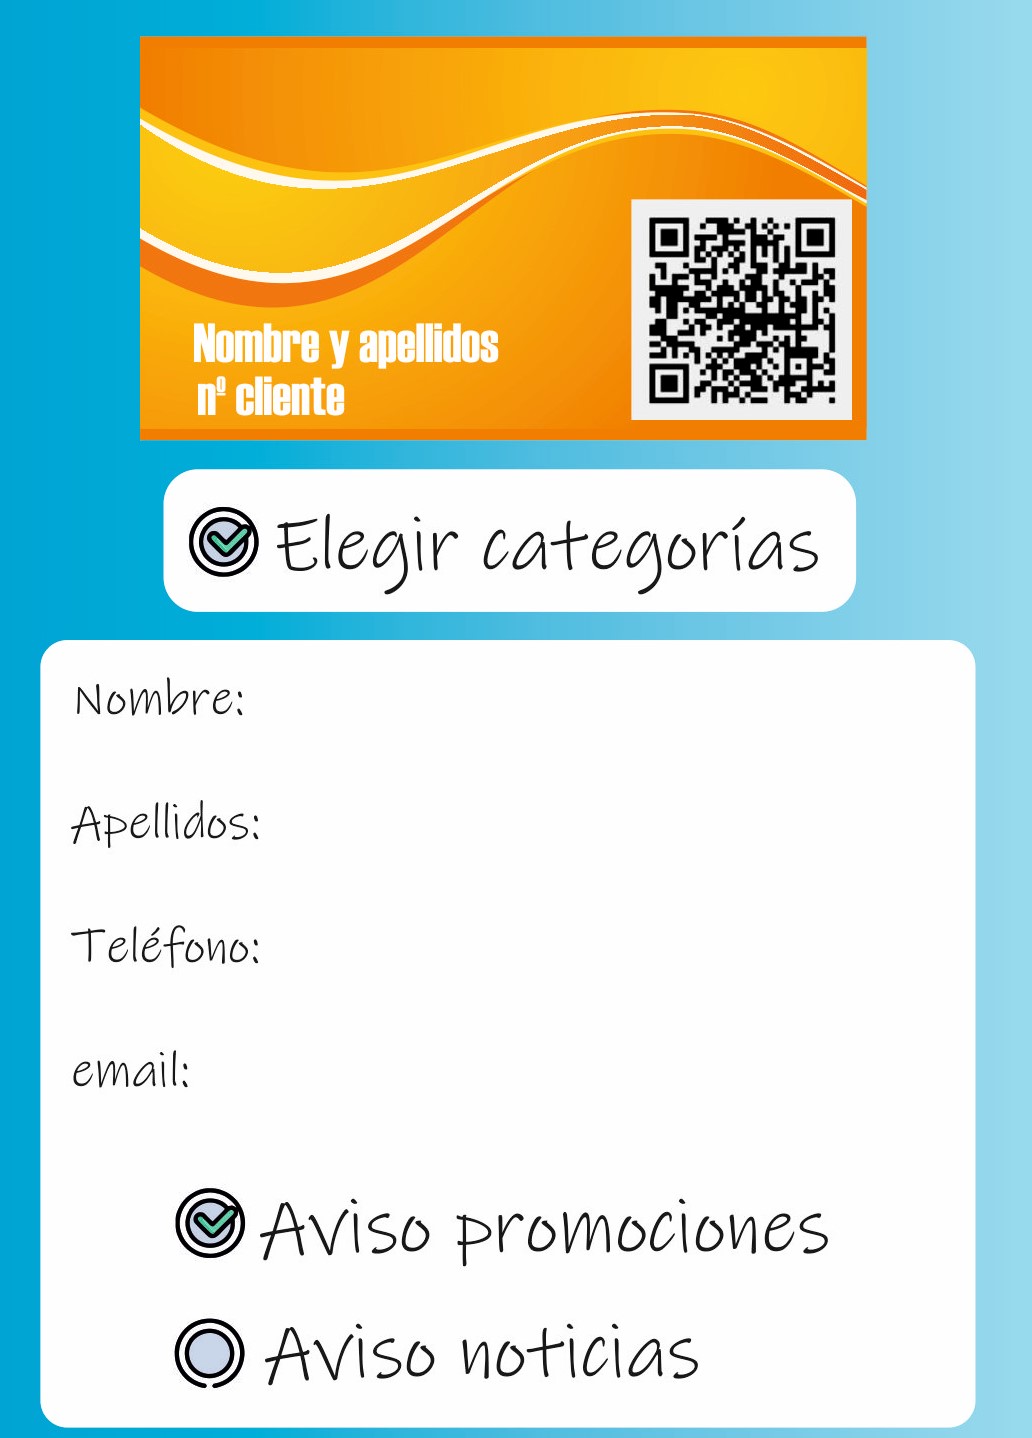 Nombre y apellidos
nº cliente
Elegir categorías
Nombre:
Apellidos:
Teléfono:
email:
Aviso promociones
Aviso noticias